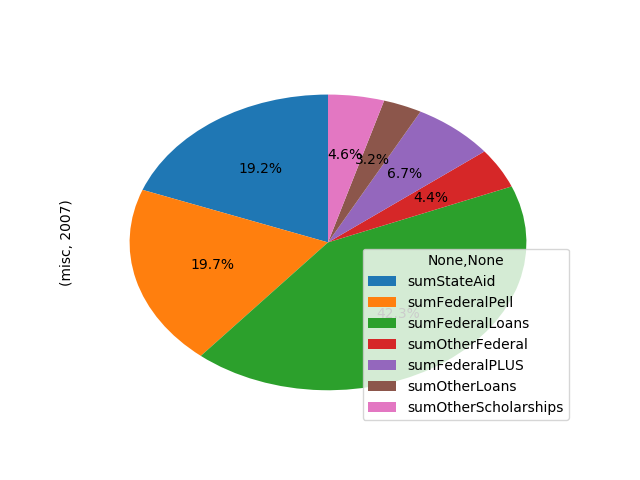 4.6%
3.2%
6.7%
19.2%
4.4%
19.7%
42.3%
(misc, 2007)
None,None
sumStateAid
sumFederalPell
sumFederalLoans
sumOtherFederal
sumFederalPLUS
sumOtherLoans
sumOtherScholarships